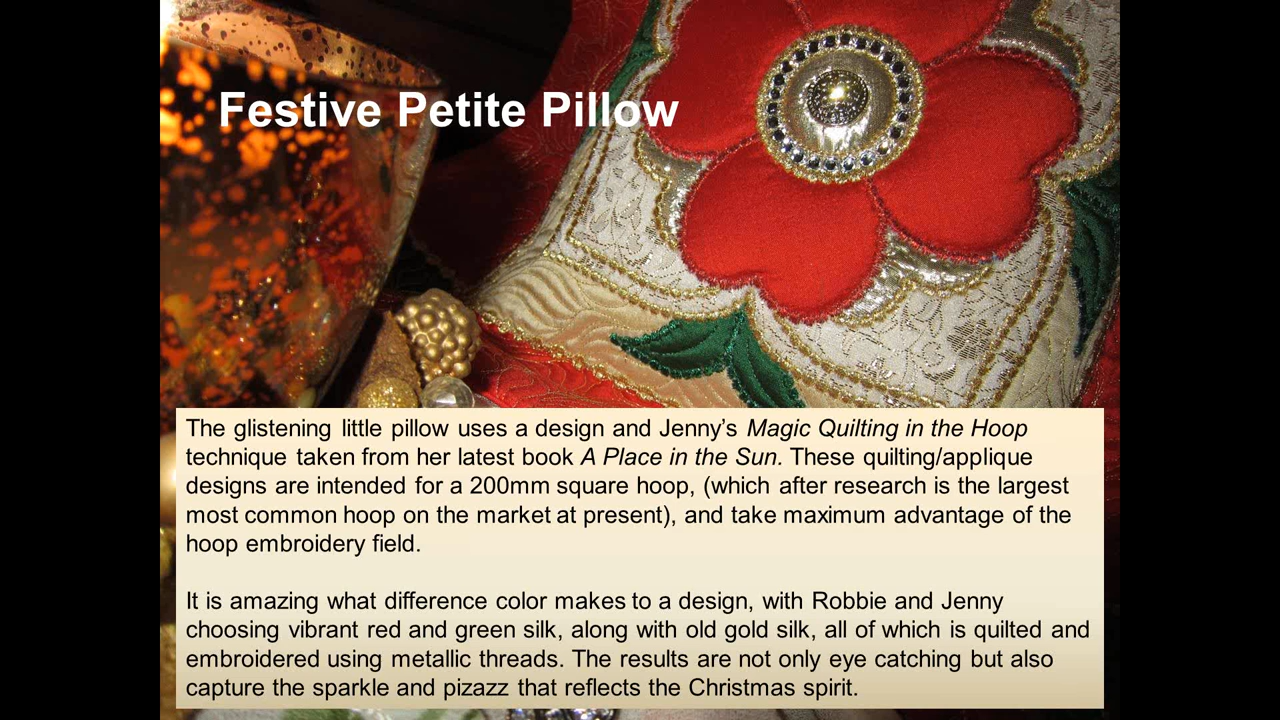 Festive Petite Pillow
The glistening little pillow uses a design and Jenny’s Magic Quilting in the Hoop
technique taken from her latest book A Place in the Sun. These quilting/applique
designs are intended for a 200mm square hoop, (which after research is the largest
most common hoop on the market at present), and take maximum advantage of the
hoop embroidery field.
It is amazing what difference color makes to a design, with Robbie and Jenny
choosing vibrant red and green silk, along with old gold silk, all of which is quilted and
embroidered using metallic threads. The results are not only eye catching but also
capture the sparkle and pizazz that reflects the Christmas spirit.